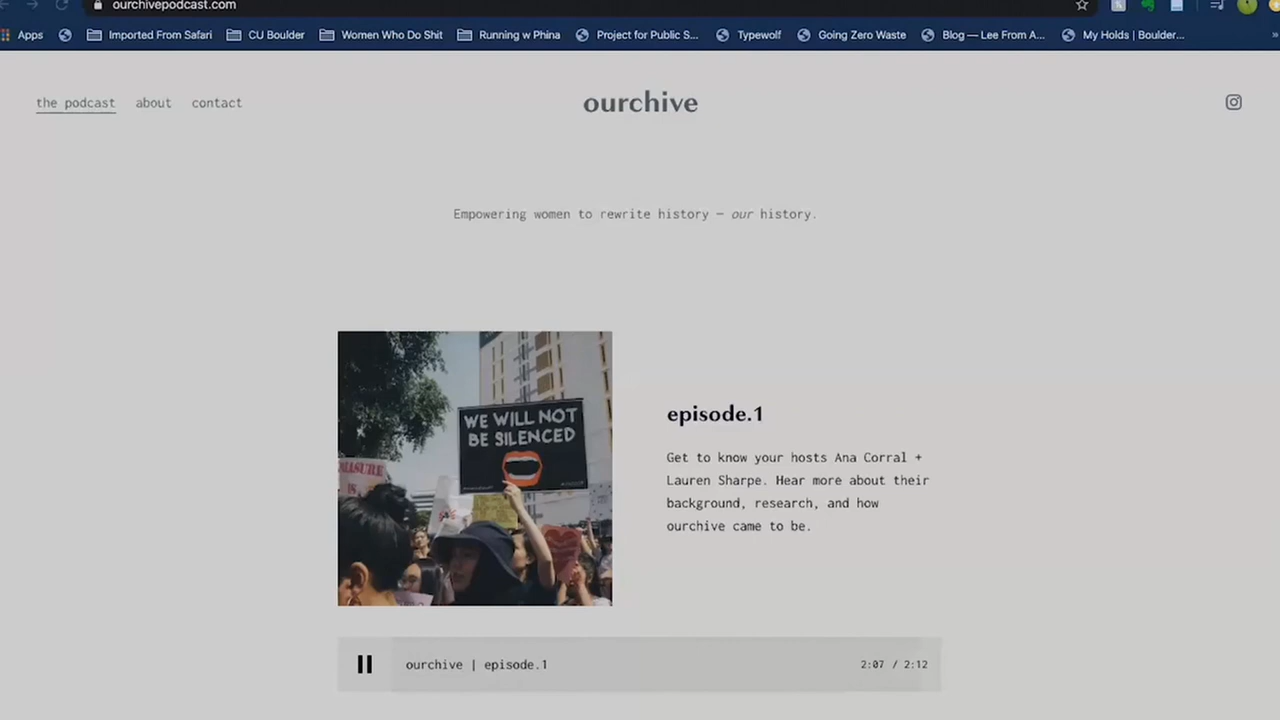 ourchivepodcast.com
Apps Imported From Safari CU Boulder Women Who Do Shit Running w Phina Project for Public S... Typewolf Going Zero Waste Blog — Lee From A... My Holds | Boulder... »
the podcast about contact ourchive
Empowering women to rewrite history — our history.
WE WILL NOT
BE SILENCED
episode.1
Get to know your hosts Ana Corral +
Lauren Sharpe. Hear more about their
background, research, and how
ourchive came to be.
ourchive | episode.1 2:07 / 2:12